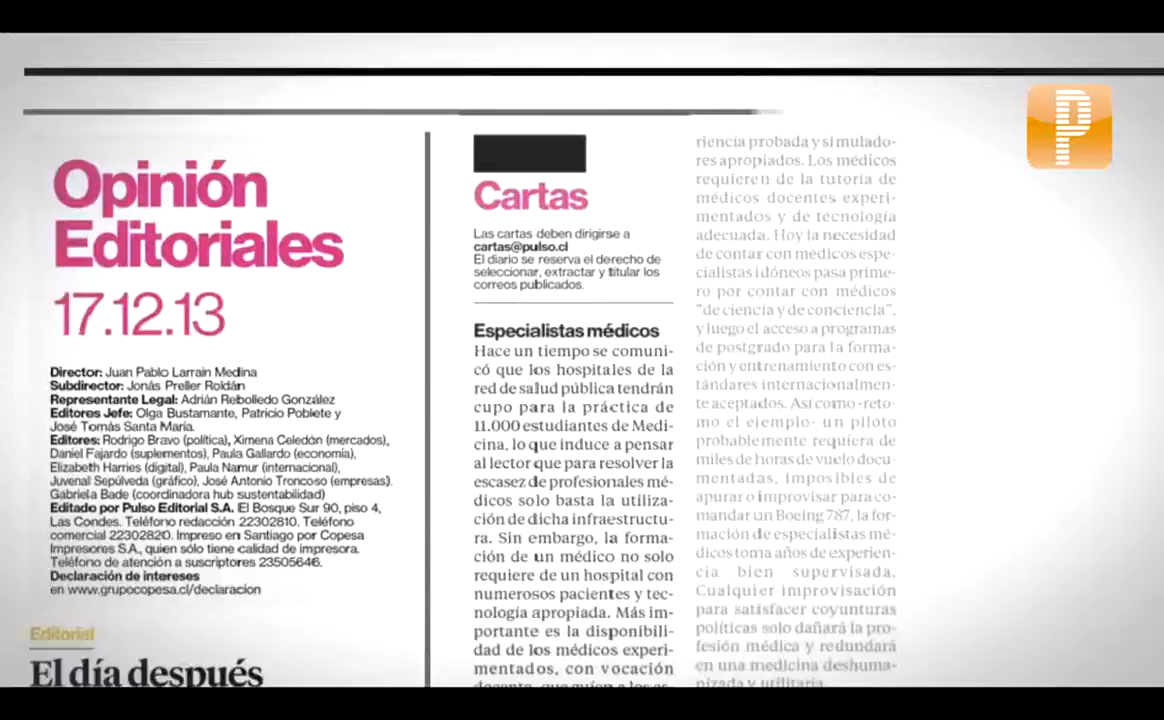 Opinión
Editoriales
17.12.13
Director: Juan Pablo Larraín Medina
Subdirector: Jonás Preller Roldán
Representante Legal: Adrián Rebolledo González
Editores Jefe: Olga Bustamante, Patricio Poblete y
José Tomás Santa María.
Editores: Rodrigo Bravo (política), Ximena Celedón (mercados),
Daniel Fajardo (suplementos), Paula Gallardo (economía),
Elizabeth Harries (digital), Paula Namur (internacional),
Juvenal Sepúlveda (gráfico), José Antonio Troncoso (empresas).
Gabriela Bade (coordinadora hub sustentabilidad)
Editado por Pulso Editorial S.A. El Bosque Sur 90, piso 4,
Las Condes. Teléfono redacción 22302810. Teléfono
comercial 22302820. Impreso en Santiago por Copesa
Impresores S.A., quien sólo tiene calidad de impresora.
Teléfono de atención a suscriptores 23505646.
Declaración de intereses
en www.grupocopesa.cl/declaracion
Editorial
El día después
Cartas
Las cartas deben dirigirse a
cartas@pulso.cl
El diario se reserva el derecho de
seleccionar, extractar y titular los
correos publicados.
Especialistas médicos
Hace un tiempo se comuni-
có que los hospitales de la
red de salud pública tendrán
cupo para la práctica de
11.000 estudiantes de Medi-
cina, lo que induce a pensar
al lector que para resolver la
escasez de profesionales mé-
dicos solo basta la utiliza-
ción de dicha infraestructu-
ra. Sin embargo, la forma-
ción de un médico no solo
requiere de un hospital con
numerosos pacientes y tec-
nología apropiada. Más im-
portante es la disponibili-
dad de los médicos experi-
mentados, con vocación
docente, que guíen a los es-
riencia probada y simulado-
res apropiados. Los médicos
requieren de la tutoría de
médicos docentes experi-
mentados y de tecnología
adecuada. Hoy la necesidad
de contar con médicos espe-
cialistas idóneos pasa prime-
ro por contar con médicos
"de ciencia y de conciencia",
y luego el acceso a programas
de postgrado para la forma-
ción y entrenamiento con es-
tándares internacionalmen-
te aceptados. Así como -reto-
mo el ejemplo- un piloto
probablemente requiera de
miles de horas de vuelo docu-
mentadas, imposibles de
apurar o improvisar para co-
mandar un Boeing 787, la for-
mación de especialistas mé-
dicos toma años de experien-
cia bien supervisada.
Cualquier improvisación
para satisfacer coyunturas
políticas solo dañará la pro-
fesión médica y redundará
en una medicina deshuma-
nizada y utilitaria.
P